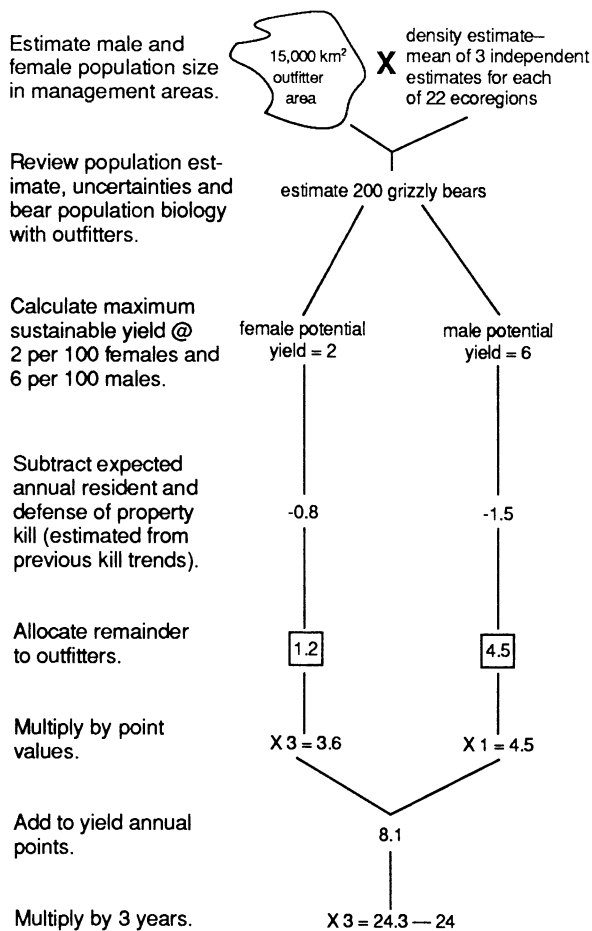 Estimate male and
female population size
in management areas.
15,000 km²
outfitter
area
X
density estimate–
mean of 3 independent
estimates for each
of 22 ecoregions
Review population est-
imate, uncertainties and
bear population biology
with outfitters.
estimate 200 grizzly bears
Calculate maximum
sustainable yield @
2 per 100 females and
6 per 100 males.
female potential
yield = 2
male potential
yield = 6
Subtract expected
annual resident and
defense of property
kill (estimated from
previous kill trends).
-0.8
-1.5
Allocate remainder
to outfitters.
1.2
4.5
Multiply by point
values.
X 3 = 3.6
X 1 = 4.5
Add to yield annual
points.
8.1
Multiply by 3 years.
X 3 = 24.3 — 24